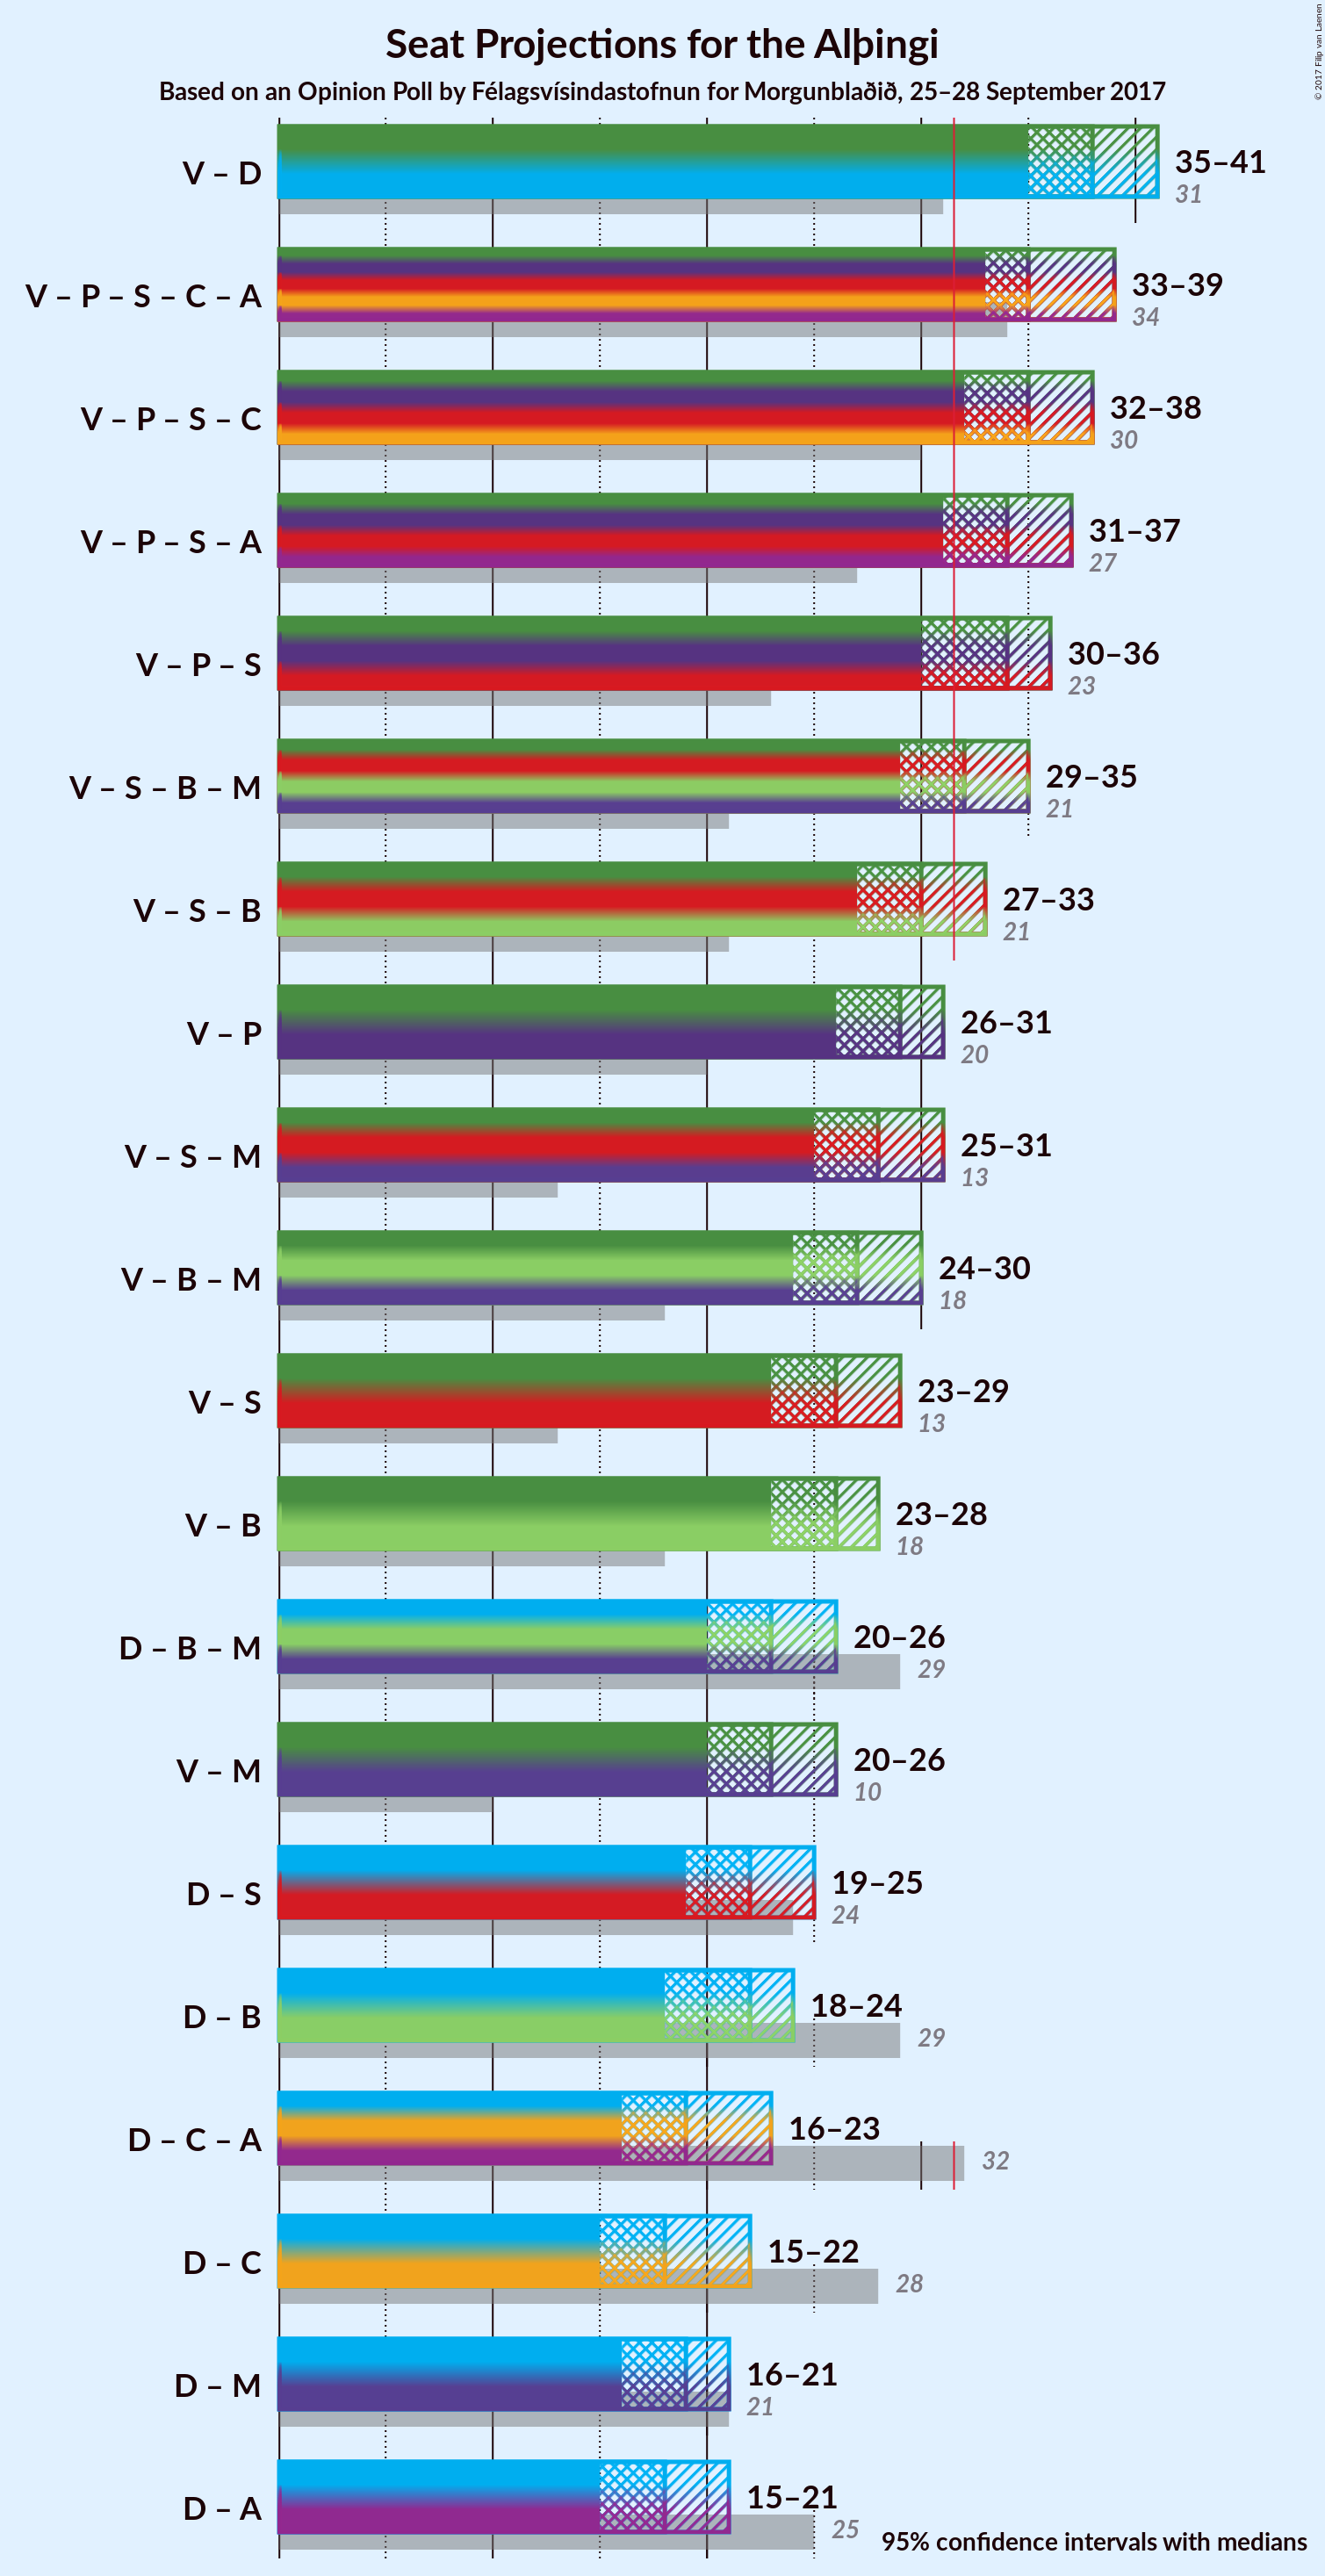 Seat Projections for the Alþingi
Based on an Opinion Poll by Félagsvísindastofnun for Morgunblaðið, 25–28 September 2017
© 2017 Filip van Laenen
V – D
35–41
31
V – P – S – C – A
33–39
34
V – P – S – C
32–38
30
V – P – S – A
31–37
27
V – P – S
30–36
23
V – S – B – M
29–35
21
V – S – B
27–33
21
V – P
26–31
20
V – S – M
25–31
13
V – B – M
24–30
18
V – S
23–29
13
V – B
23–28
18
D – B – M
20–26
29
V – M
20–26
10
D – S
19–25
24
D – B
18–24
29
D – C – A
16–23
32
D – C
15–22
28
D – M
16–21
21
D – A
15–21
25
95% confidence intervals with medians